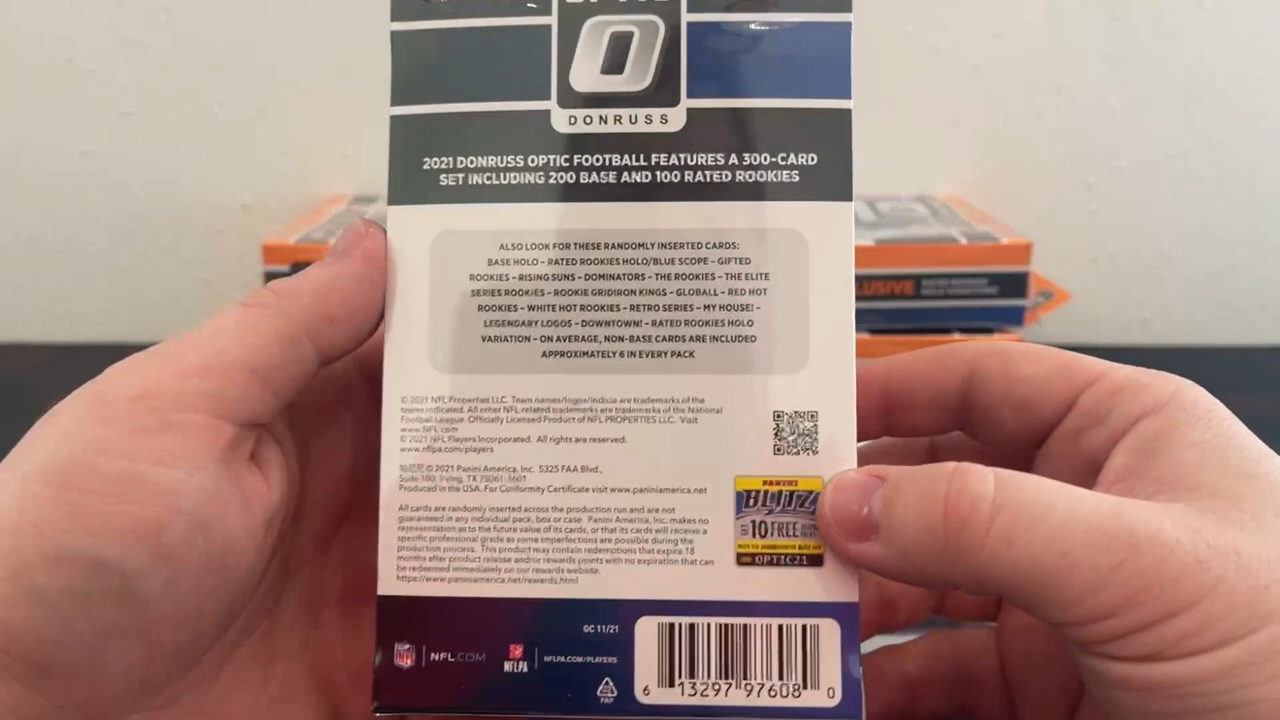 DONRUSS
2021 DONRUSS OPTIC FOOTBALL FEATURES A 300-CARD
SET INCLUDING 200 BASE AND 100 RATED ROOKIES
ALSO LOOK FOR THESE RANDOMLY INSERTED CARDS:
BASE HOLO – RATED ROOKIES HOLO/BLUE SCOPE – GIFTED
ROOKIES – RISING SUNS – DOMINATORS – THE ROOKIES – THE ELITE
SERIES ROOKIES – ROOKIE GRIDIRON KINGS – GLOBALL – RED HOT
ROOKIES – WHITE HOT ROOKIES – RETRO SERIES – MY HOUSE! –
LEGENDARY LOGOS – DOWNTOWN! – RATED ROOKIES HOLO
VARIATION – ON AVERAGE, NON-BASE CARDS ARE INCLUDED
APPROXIMATELY 6 IN EVERY PACK
© 2021 NFL Properties LLC. Team names/logos/indicia are trademarks of the
teams indicated. All other NFL-related trademarks are trademarks of the National
Football League. Officially Licensed Product of NFL PROPERTIES LLC. Visit
www.NFL.com
© 2021 NFL Players Incorporated. All rights are reserved.
www.nflpa.com/players
© 2021 Panini America, Inc. 5325 FAA Blvd.,
Suite 100, Irving, TX 75061-3601
Produced in the USA. For Conformity Certificate visit www.paniniamerica.net
All cards are randomly inserted across the production run and are not
guaranteed in any individual pack, box or case. Panini America, Inc. makes no
representation as to the future value of its cards, or that its cards will receive a
specific professional grade as some imperfections are possible during the
production process. This product may contain redemptions that expire 18
months after product release and/or rewards points with no expiration that can
be redeemed immediately on our rewards website.
https://www.paniniamerica.net/rewards.html
PANINI
BLITZ
10 FREE
OPTIC21
GC 11/21
NFL
NFL.COM
NFLPA
NFLPA.COM/PLAYERS
PAP
6 13297 97608 0
LUSIVE